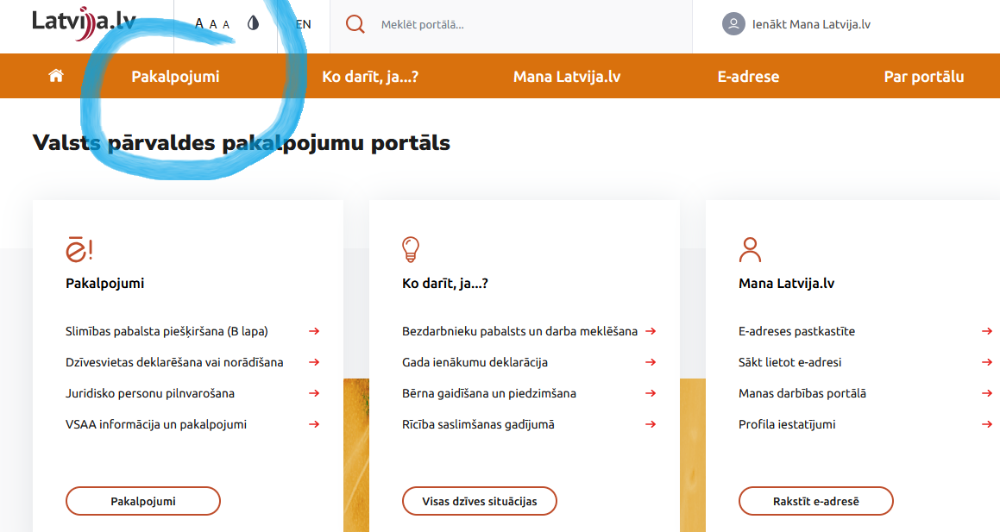 Latvija.lv A A A EN Meklēt portālā... Ienākt Mana Latvija.lv
Pakalpojumi Ko darīt, ja...? Mana Latvija.lv E-adrese Par portālu
Valsts pārvaldes pakalpojumu portāls
ē!
Pakalpojumi
Slimības pabalsta piešķiršana (B lapa)
Dzīvesvietas deklarēšana vai norādīšana
Juridisko personu pilnvarošana
VSAA informācija un pakalpojumi
Pakalpojumi
Ko darīt, ja...?
Bezdarbnieku pabalsts un darba meklēšana
Gada ienākumu deklarācija
Bērna gaidīšana un piedzimšana
Rīcība saslimšanas gadījumā
Visas dzīves situācijas
Mana Latvija.lv
E-adreses pastkastīte
Sākt lietot e-adresi
Manas darbības portālā
Profila iestatījumi
Rakstīt e-adresē